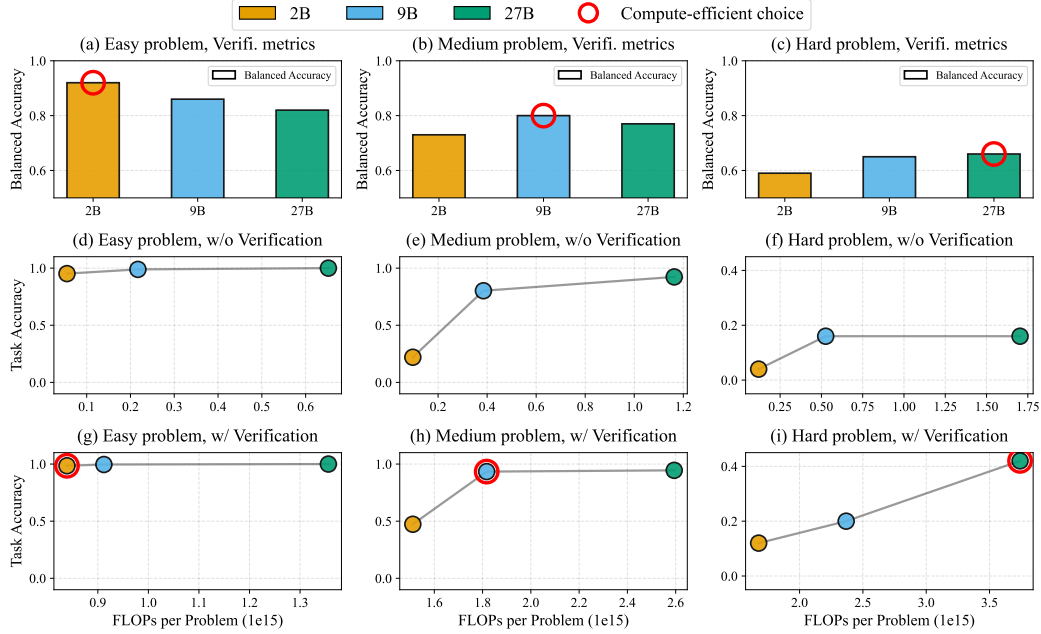 2B 9B 27B Compute-efficient choice
(a) Easy problem, Verifi. metrics
Balanced Accuracy
1.0
0.8
0.6
Balanced Accuracy
2B 9B 27B
(b) Medium problem, Verifi. metrics
Balanced Accuracy
1.0
0.8
0.6
Balanced Accuracy
2B 9B 27B
(c) Hard problem, Verifi. metrics
Balanced Accuracy
1.0
0.8
0.6
Balanced Accuracy
2B 9B 27B
(d) Easy problem, w/o Verification
Task Accuracy
1.0
0.5
0.0
0.1 0.2 0.3 0.4 0.5 0.6
(e) Medium problem, w/o Verification
1.0
0.5
0.0
0.2 0.4 0.6 0.8 1.0 1.2
(f) Hard problem, w/o Verification
0.4
0.2
0.0
0.25 0.50 0.75 1.00 1.25 1.50 1.75
(g) Easy problem, w/ Verification
Task Accuracy
1.0
0.5
0.0
0.9 1.0 1.1 1.2 1.3
FLOPs per Problem (1e15)
(h) Medium problem, w/ Verification
1.0
0.5
0.0
1.6 1.8 2.0 2.2 2.4 2.6
FLOPs per Problem (1e15)
(i) Hard problem, w/ Verification
0.4
0.2
0.0
2.0 2.5 3.0 3.5
FLOPs per Problem (1e15)